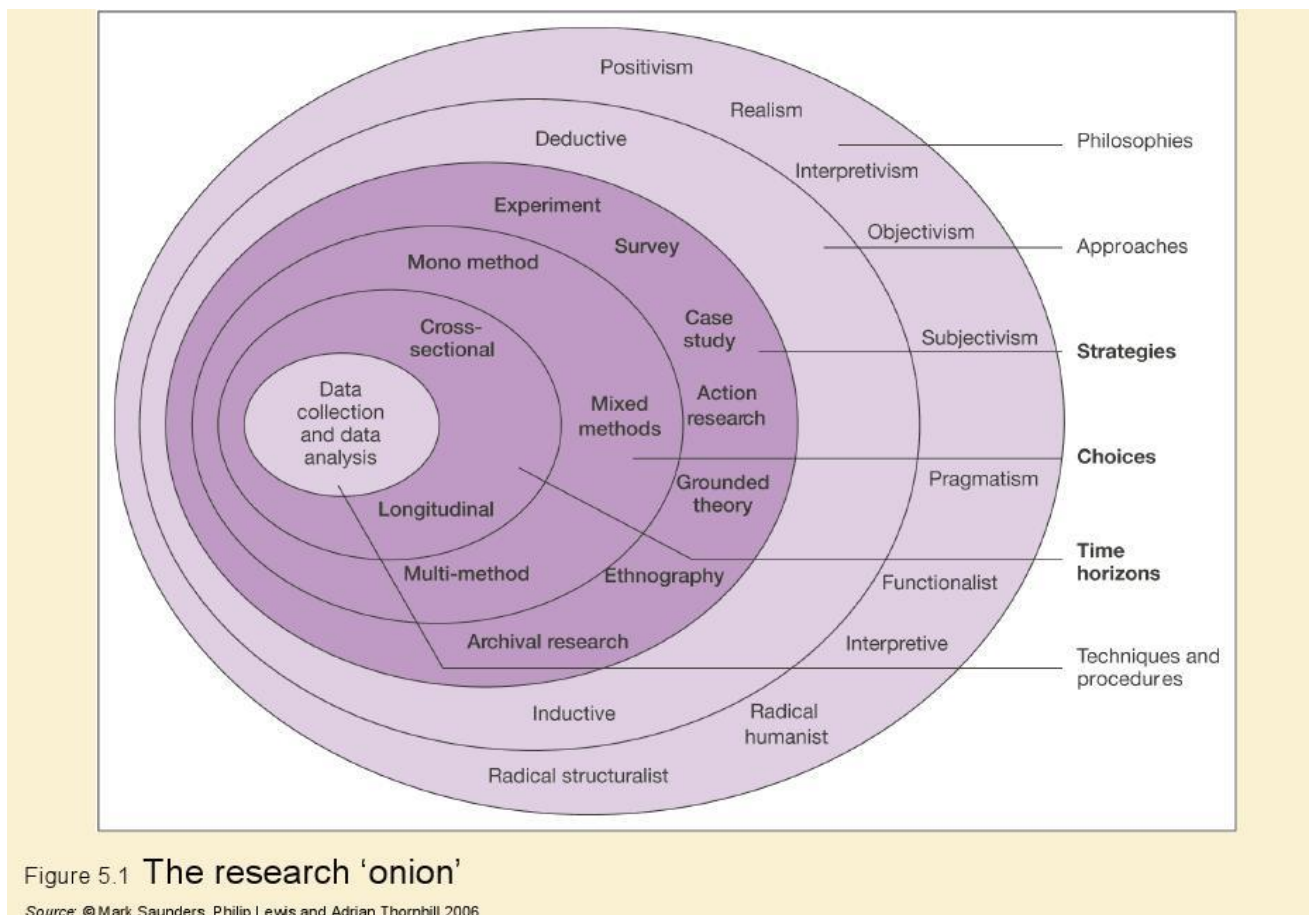 Positivism
Realism
Philosophies
Deductive
Interpretivism
Experiment
Objectivism
Survey
Approaches
Mono method
Case
study
Cross-
sectional
Subjectivism
Strategies
Data
collection
and data
analysis
Mixed
methods
Action
research
Choices
Grounded
theory
Pragmatism
Longitudinal
Time
horizons
Multi-method
Ethnography
Functionalist
Archival research
Interpretive
Techniques and
procedures
Inductive
Radical
humanist
Radical structuralist
Figure 5.1 The research ‘onion’
Source: © Mark Saunders, Philip Lewis and Adrian Thornhill 2006